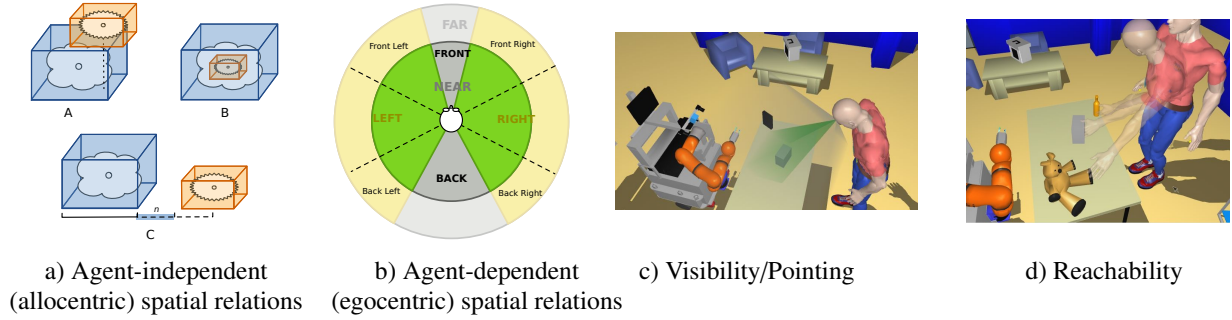 A
B
n
C
FAR
Front Left
FRONT
Front Right
NEAR
LEFT
RIGHT
Back Left
BACK
Back Right
a) Agent-independent
(allocentric) spatial relations
b) Agent-dependent
(egocentric) spatial relations
c) Visibility/Pointing
d) Reachability